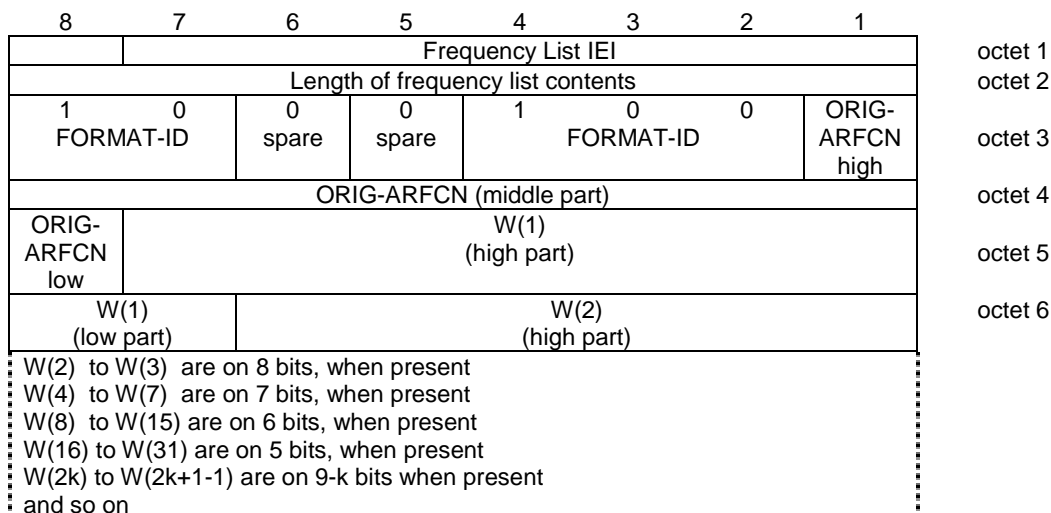 8 7 6 5 4 3 2 1
Frequency List IEI octet 1
Length of frequency list contents octet 2
1 0 0 0 1 0 0 ORIG-
FORMAT-ID spare spare FORMAT-ID ARFCN octet 3
high
ORIG-ARFCN (middle part) octet 4
ORIG- W(1)
ARFCN (high part) octet 5
low
W(1) W(2) octet 6
(low part) (high part)
W(2) to W(3) are on 8 bits, when present
W(4) to W(7) are on 7 bits, when present
W(8) to W(15) are on 6 bits, when present
W(16) to W(31) are on 5 bits, when present
W(2k) to W(2k+1-1) are on 9-k bits when present
and so on